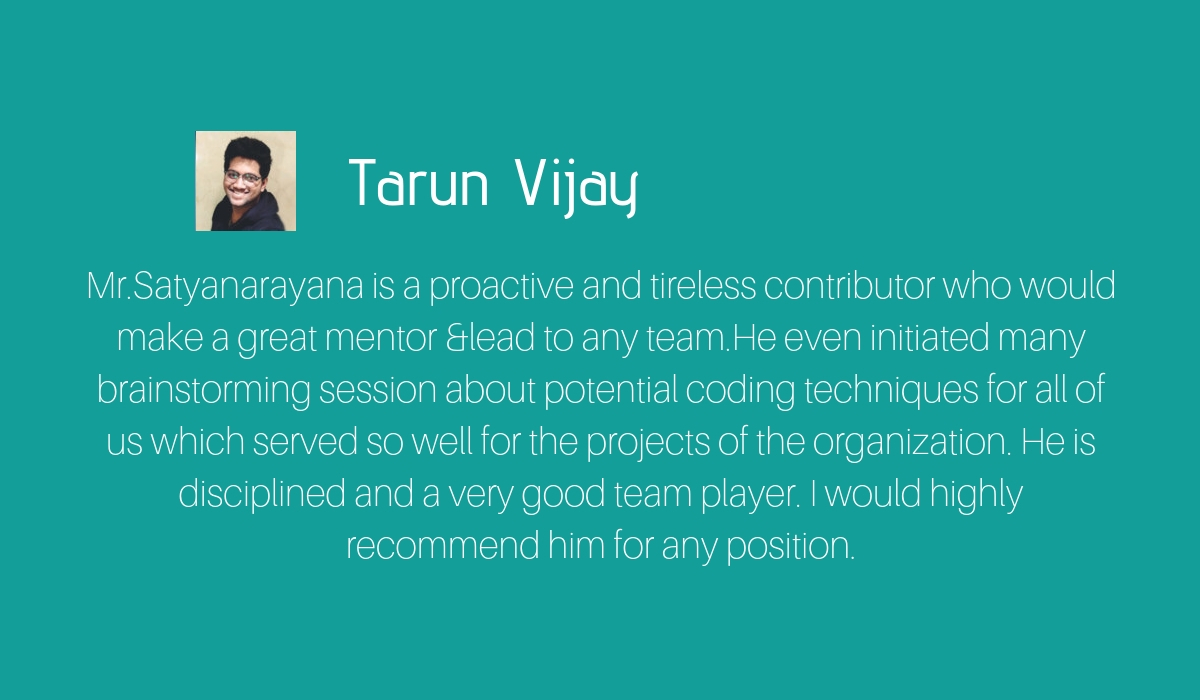 Tarun Vijay
Mr.Satyanarayana is a proactive and tireless contributor who would
make a great mentor &lead to any team.He even initiated many
brainstorming session about potential coding techniques for all of
us which served so well for the projects of the organization. He is
disciplined and a very good team player. I would highly
recommend him for any position.